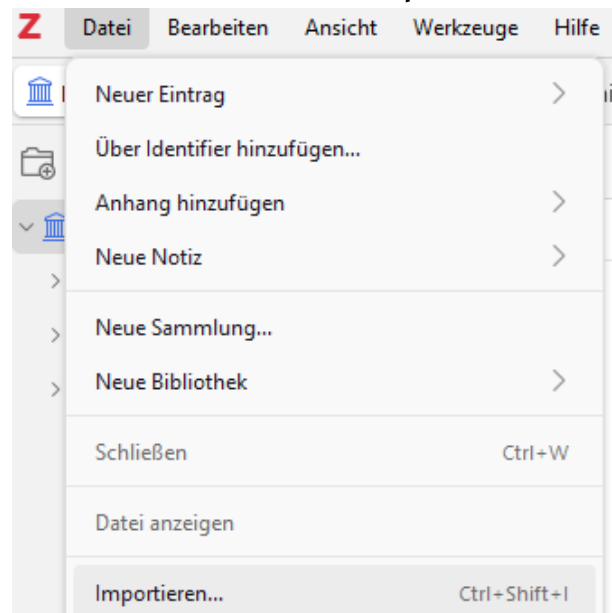 Z Datei Bearbeiten Ansicht Werkzeuge Hilfe
Neuer Eintrag
Über Identifier hinzufügen...
Anhang hinzufügen
Neue Notiz
Neue Sammlung...
Neue Bibliothek
Schließen Ctrl+W
Datei anzeigen
Importieren... Ctrl+Shift+I